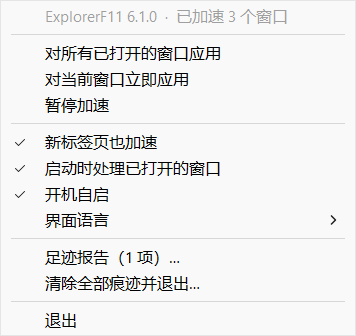 ExplorerF11 6.1.0 · 已加速 3 个窗口
对所有已打开的窗口应用
对当前窗口立即应用
暂停加速
新标签页也加速
启动时处理已打开的窗口
开机自启
界面语言
足迹报告（1 项）...
清除全部痕迹并退出...
退出